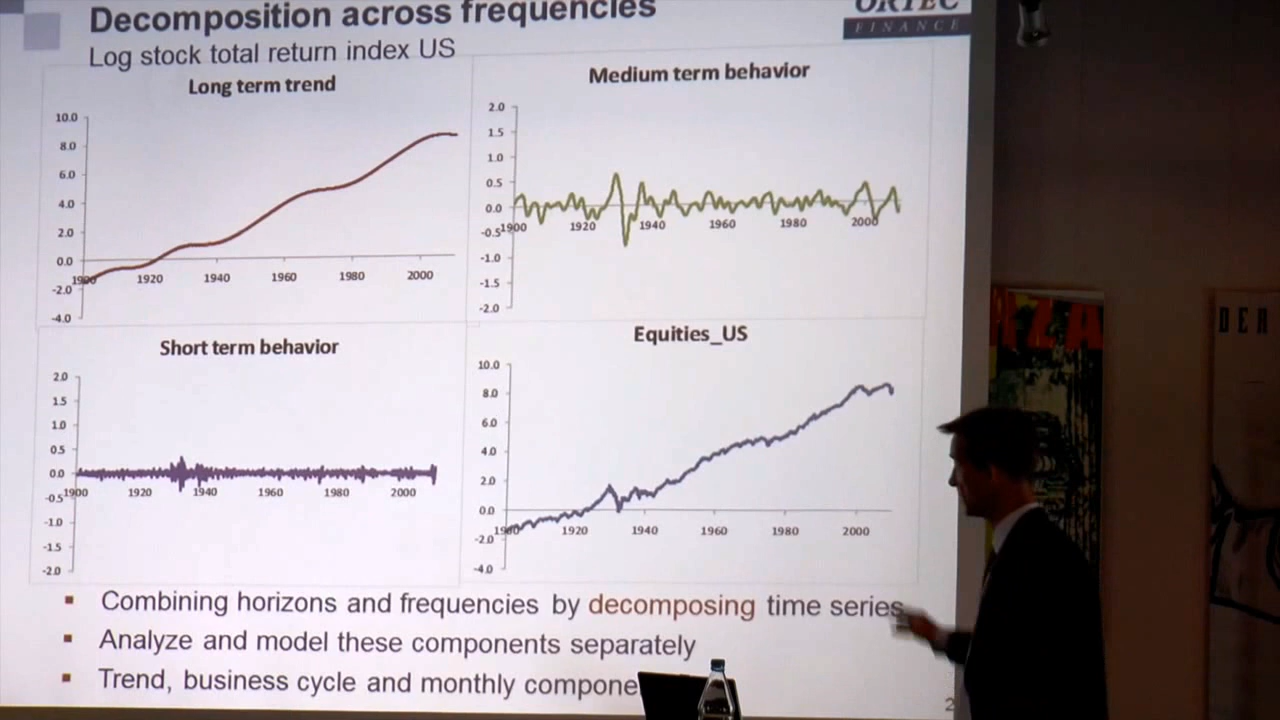 Decomposition across frequencies
ORTEC
FINANCE
Log stock total return index US
Long term trend
10.0
8.0
6.0
4.0
2.0
0.0
-2.0
-4.0
1900 1920 1940 1960 1980 2000
Medium term behavior
2.0
1.5
1.0
0.5
0.0
-0.5
-1.0
-1.5
-2.0
1900 1920 1940 1960 1980 2000
Short term behavior
2.0
1.5
1.0
0.5
0.0
-0.5
-1.0
-1.5
-2.0
1900 1920 1940 1960 1980 2000
Equities_US
10.0
8.0
6.0
4.0
2.0
0.0
-2.0
-4.0
1900 1920 1940 1960 1980 2000
Combining horizons and frequencies by decomposing time series
Analyze and model these components separately
Trend, business cycle and monthly compone
2
ZA
DER